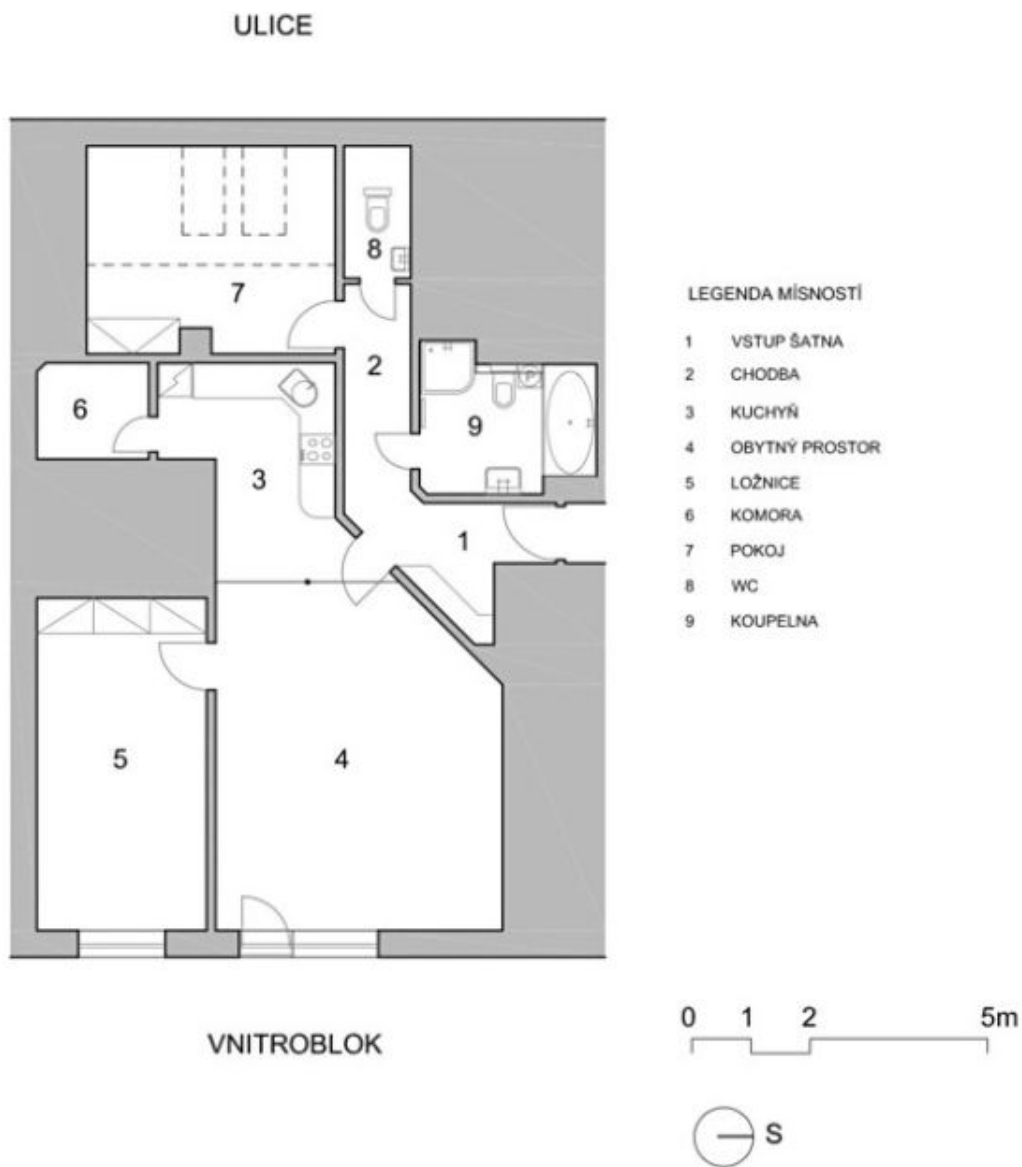 ULICE
8
7
2
6
9
3
1
5
4
LEGENDA MÍSNOSTÍ
1 VSTUP ŠATNA
2 CHODBA
3 KUCHYŇ
4 OBYTNÝ PROSTOR
5 LOŽNICE
6 KOMORA
7 POKOJ
8 WC
9 KOUPELNA
P
VNITROBLOK
0 1 2 5m
S